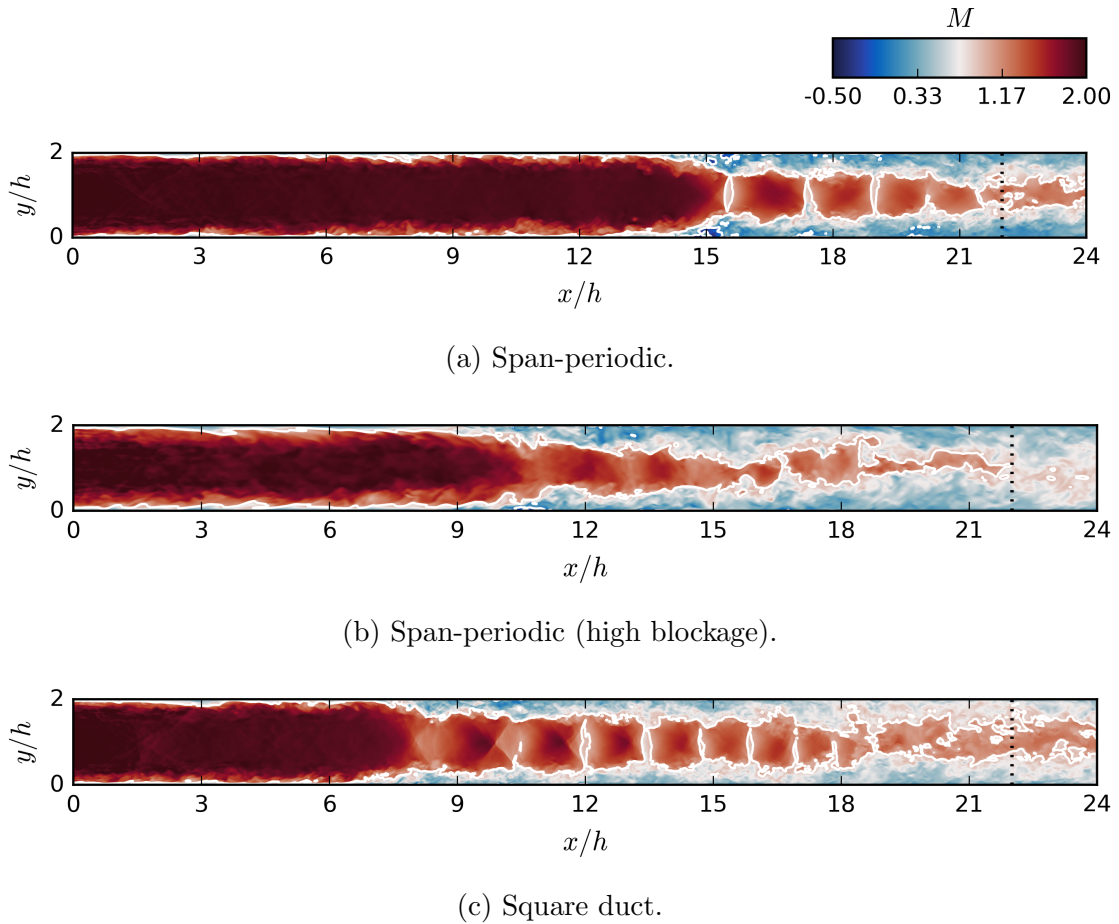 M
-0.50 0.33 1.17 2.00
y/h
2
0
0 3 6 9 12 15 18 21 24
x/h
(a) Span-periodic.
y/h
2
0
0 3 6 9 12 15 18 21 24
x/h
(b) Span-periodic (high blockage).
y/h
2
0
0 3 6 9 12 15 18 21 24
x/h
(c) Square duct.